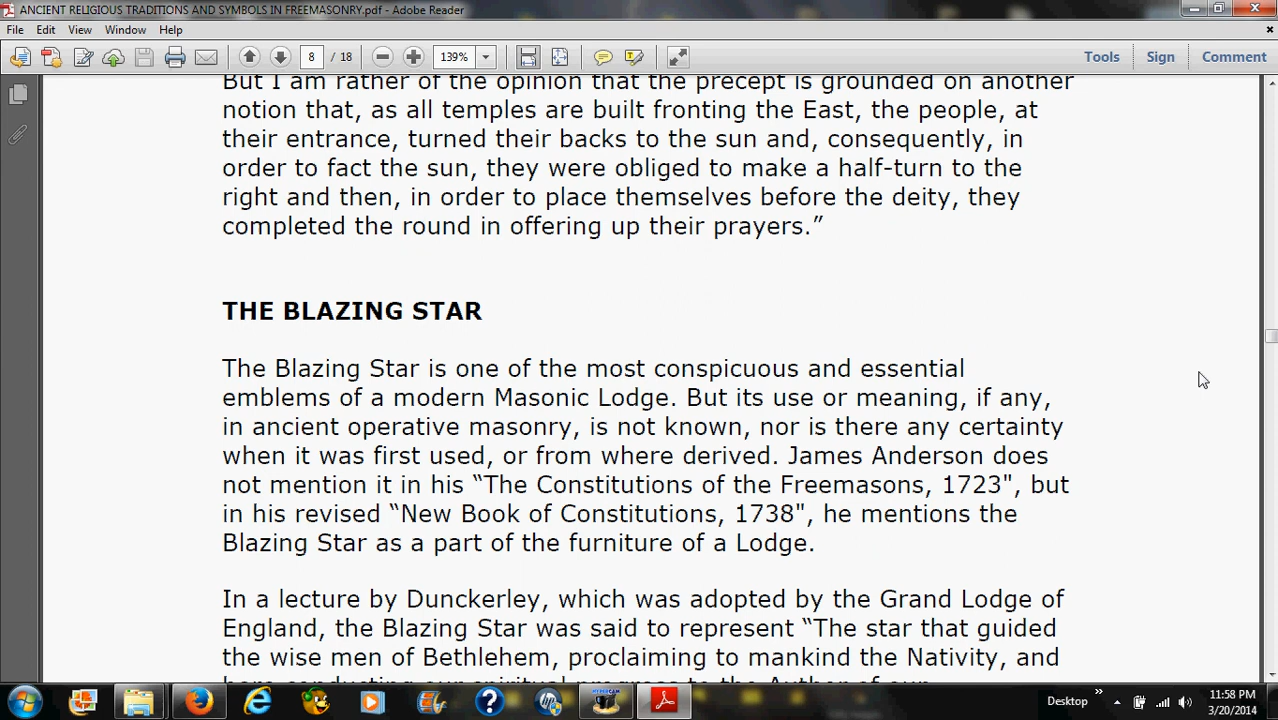 ANCIENT RELIGIOUS TRADITIONS AND SYMBOLS IN FREEMASONRY.pdf - Adobe Reader
File Edit View Window Help
8 / 18 139% Tools Sign Comment
But I am rather of the opinion that the precept is grounded on another
notion that, as all temples are built fronting the East, the people, at
their entrance, turned their backs to the sun and, consequently, in
order to fact the sun, they were obliged to make a half-turn to the
right and then, in order to place themselves before the deity, they
completed the round in offering up their prayers.”
THE BLAZING STAR
The Blazing Star is one of the most conspicuous and essential
emblems of a modern Masonic Lodge. But its use or meaning, if any,
in ancient operative masonry, is not known, nor is there any certainty
when it was first used, or from where derived. James Anderson does
not mention it in his “The Constitutions of the Freemasons, 1723", but
in his revised “New Book of Constitutions, 1738", he mentions the
Blazing Star as a part of the furniture of a Lodge.
In a lecture by Dunckerley, which was adopted by the Grand Lodge of
England, the Blazing Star was said to represent “The star that guided
the wise men of Bethlehem, proclaiming to mankind the Nativity, and
here conducting our spiritual progress to the Author of our
Desktop 11:58 PM
3/20/2014